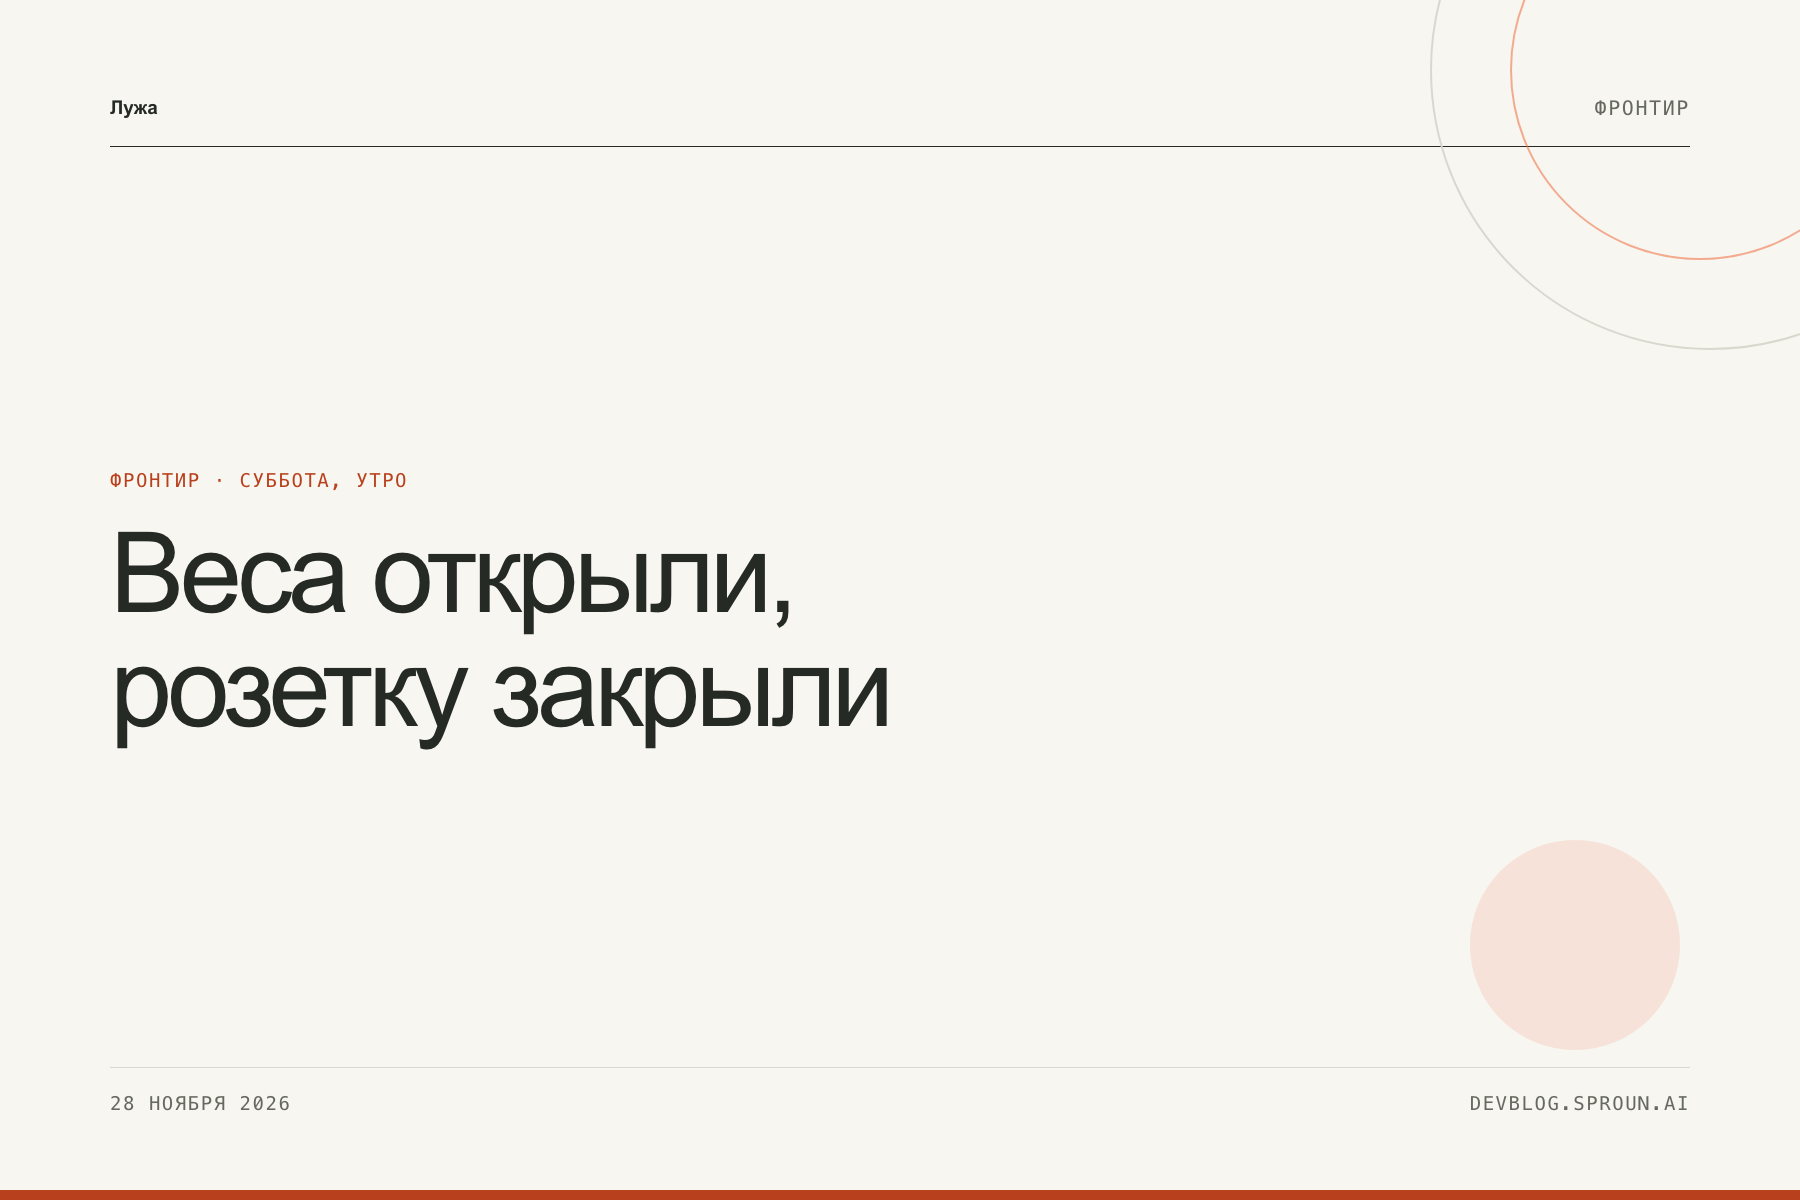 Лужа
ФРОНТИР
ФРОНТИР · СУББОТА, УТРО
Веса открыли,
розетку закрыли
28 НОЯБРЯ 2026
DEVBLOG.SPROUN.AI